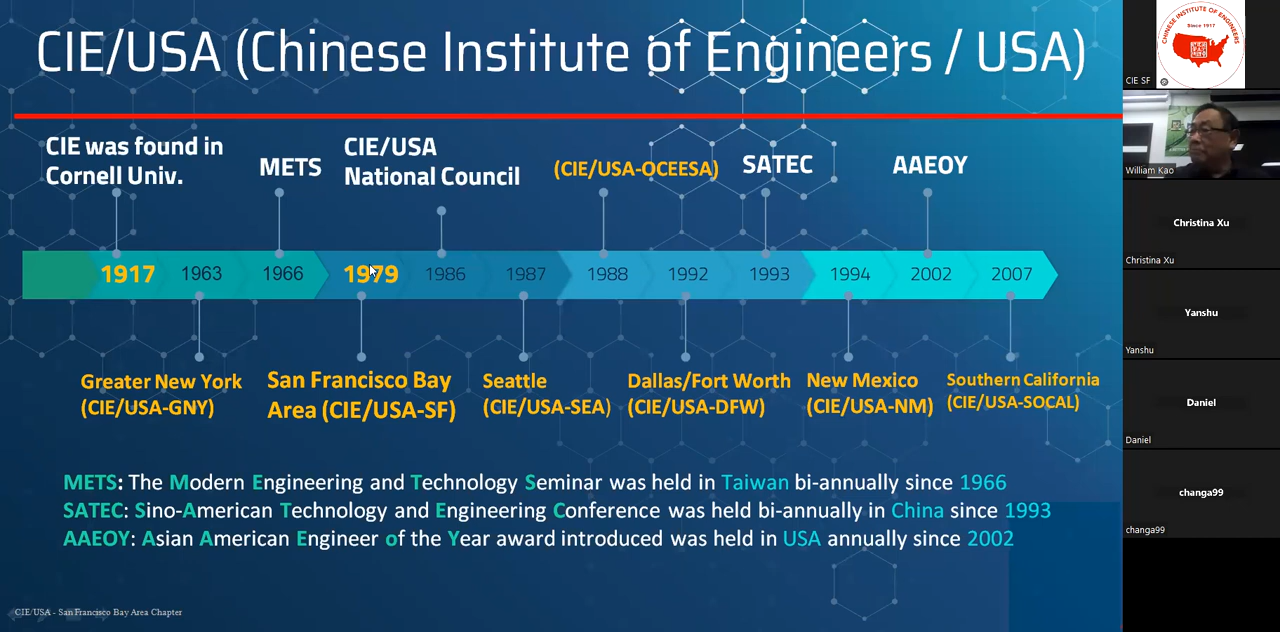 CIE/USA (Chinese Institute of Engineers / USA)
CIE was found in
Cornell Univ.
METS
CIE/USA
National Council
(CIE/USA-OCEESA)
SATEC
AAEOY
1917 1963 1966 1979 1986 1987 1988 1992 1993 1994 2002 2007
Greater New York
(CIE/USA-GNY)
San Francisco Bay
Area (CIE/USA-SF)
Seattle
(CIE/USA-SEA)
Dallas/Fort Worth
(CIE/USA-DFW)
New Mexico
(CIE/USA-NM)
Southern California
(CIE/USA-SOCAL)
METS: The Modern Engineering and Technology Seminar was held in Taiwan bi-annually since 1966
SATEC: Sino-American Technology and Engineering Conference was held bi-annually in China since 1993
AAEOY: Asian American Engineer of the Year award introduced was held in USA annually since 2002
CIE/USA - San Francisco Bay Area Chapter
CHINESE INSTITUTE OF ENGINEERS
Since 1917
CIE SF
William Kao
Christina Xu
Christina Xu
Yanshu
Yanshu
Daniel
Daniel
changa99
changa99